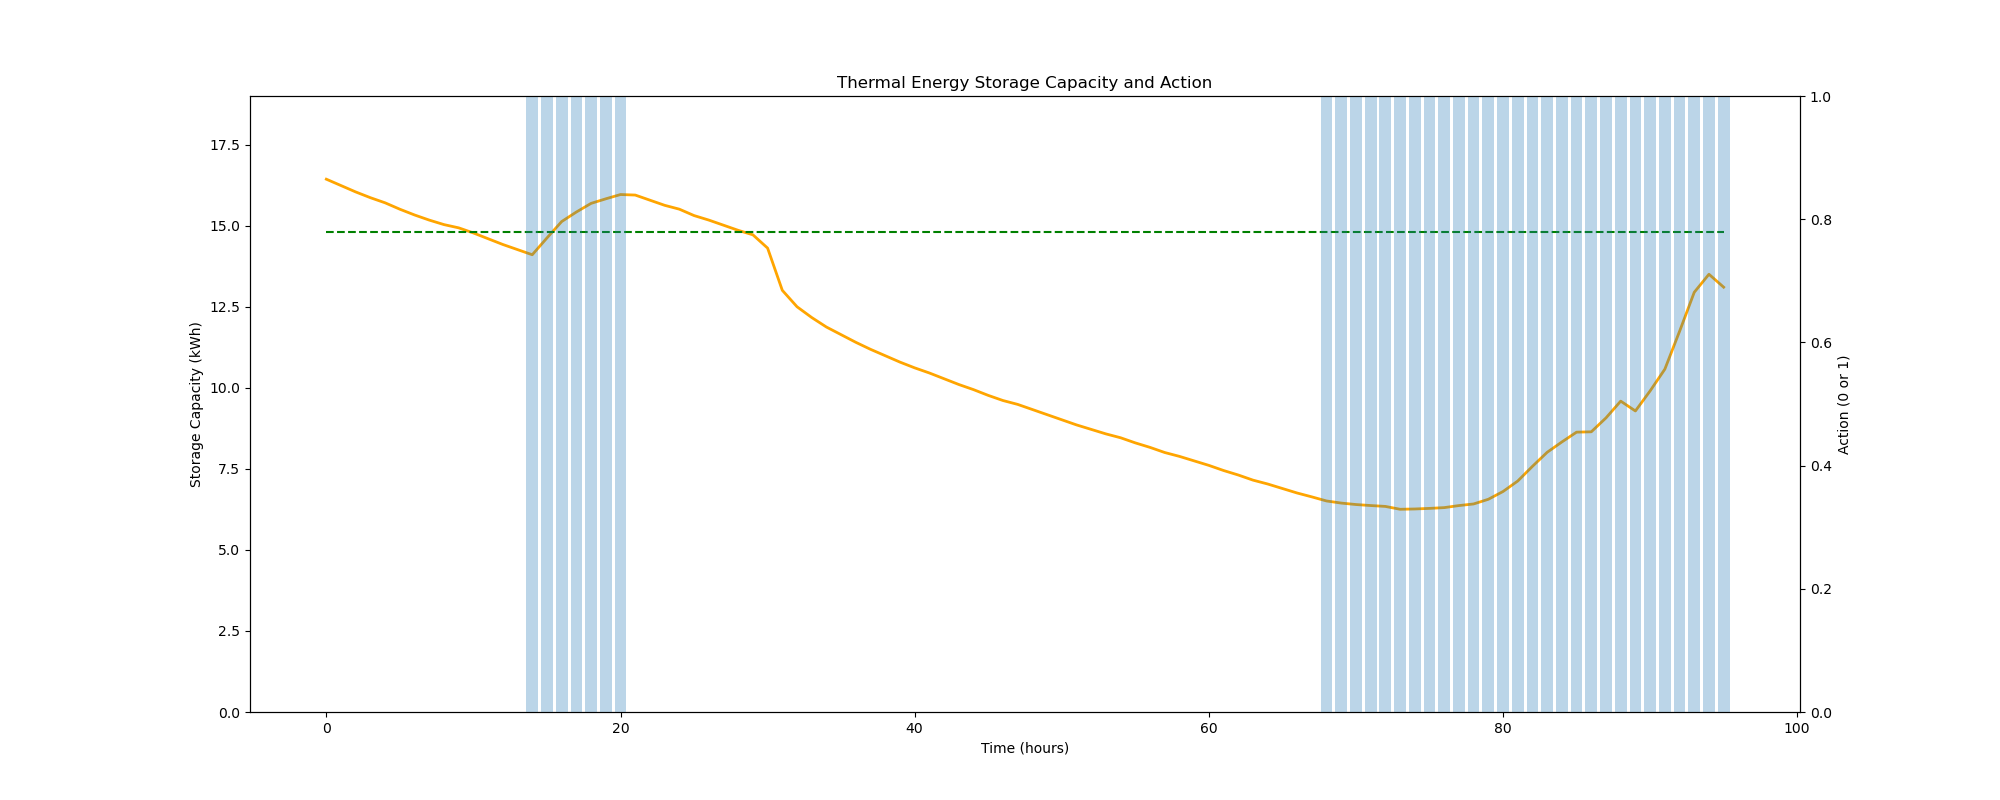 Thermal Energy Storage Capacity and Action
Storage Capacity (kWh)
17.5
15.0
12.5
10.0
7.5
5.0
2.5
0.0
1.0
0.8
0.6
0.4
0.2
0.0
Action (0 or 1)
0 20 40 60 80 100
Time (hours)